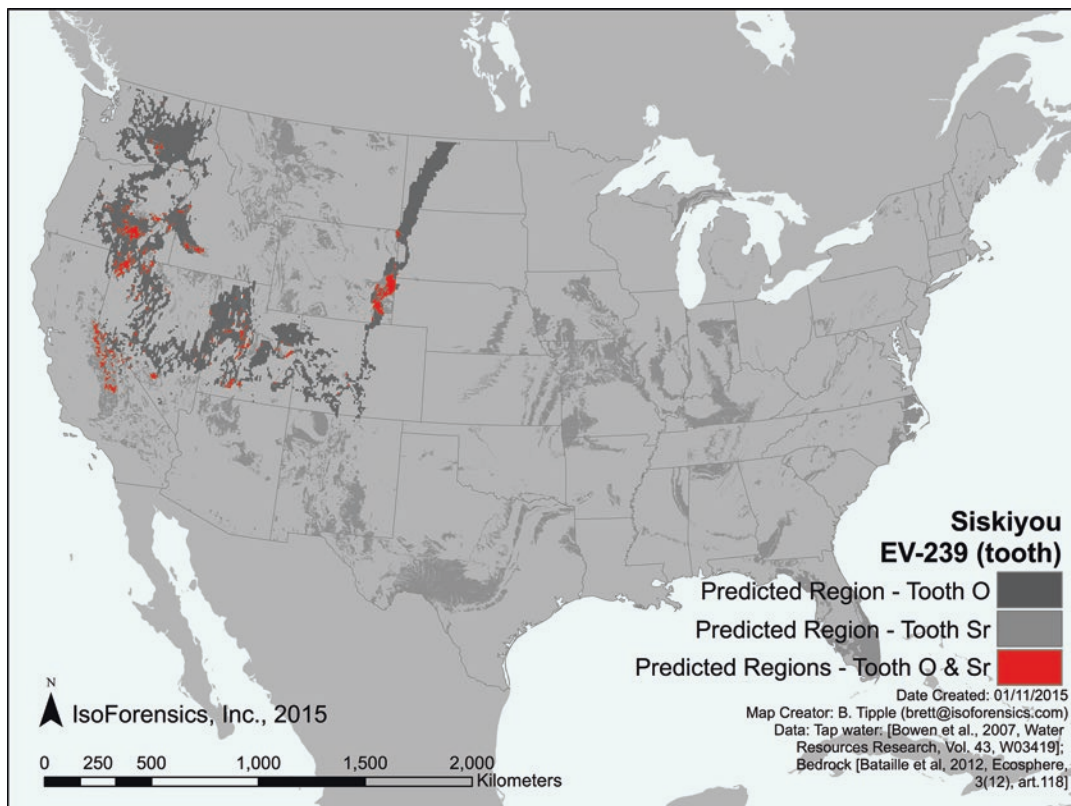 Siskiyou
EV-239 (tooth)
Predicted Region - Tooth O
Predicted Region - Tooth Sr
Predicted Regions - Tooth O & Sr
Date Created: 01/11/2015
Map Creator: B. Tipple (brett@isoforensics.com)
Data: Tap water: [Bowen et al., 2007, Water
Resources Research, Vol. 43, W03419];
Bedrock [Bataille et al, 2012, Ecosphere,
3(12), art.118]
N
IsoForensics, Inc., 2015
0 250 500 1,000 1,500 2,000
Kilometers